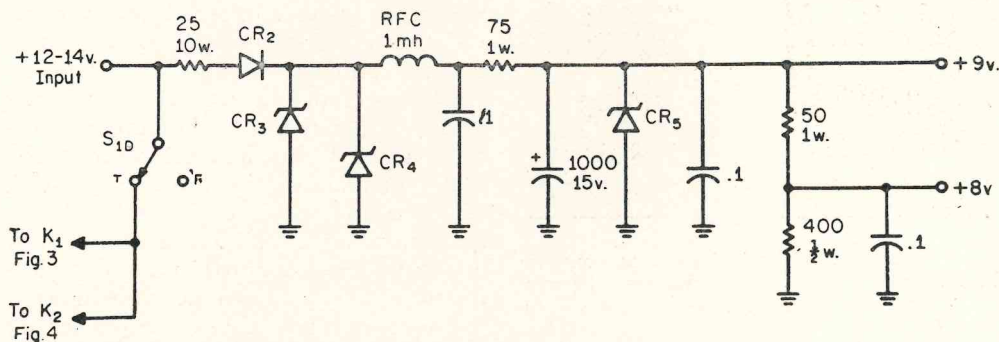 +12-14v.
Input
25
10w.
CR2
RFC
1mh
75
1w.
+9v.
CR3
CR4
.1
1000
15v.
+
CR5
.1
50
1w.
+8v
400
½w.
.1
S1D
T
R
To K1
Fig.3
To K2
Fig.4